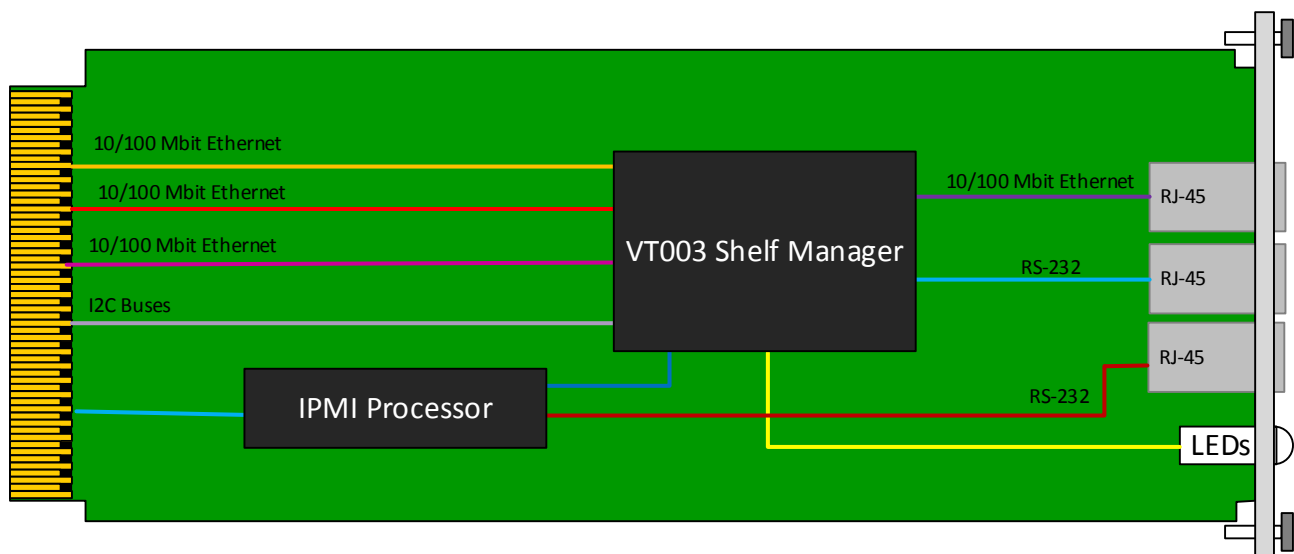 10/100 Mbit Ethernet
10/100 Mbit Ethernet
10/100 Mbit Ethernet
I2C Buses
VT003 Shelf Manager
IPMI Processor
10/100 Mbit Ethernet
RJ-45
RS-232
RJ-45
RJ-45
RS-232
LEDs